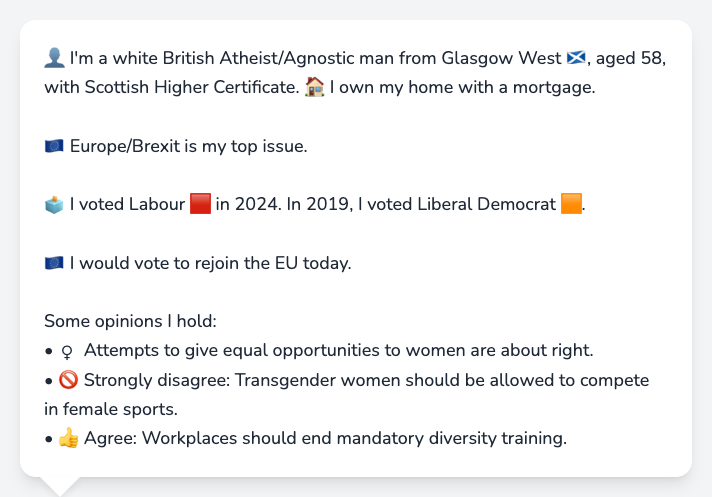 👤 I'm a white British Atheist/Agnostic man from Glasgow West 🏴󠁧󠁢󠁳󠁣󠁴󠁿, aged 58,
with Scottish Higher Certificate. 🏠 I own my home with a mortgage.
🇪🇺 Europe/Brexit is my top issue.
🗳️ I voted Labour 🟥 in 2024. In 2019, I voted Liberal Democrat 🟧.
🇪🇺 I would vote to rejoin the EU today.
Some opinions I hold:
• ♀ Attempts to give equal opportunities to women are about right.
• 🚫 Strongly disagree: Transgender women should be allowed to compete
in female sports.
• 👍 Agree: Workplaces should end mandatory diversity training.